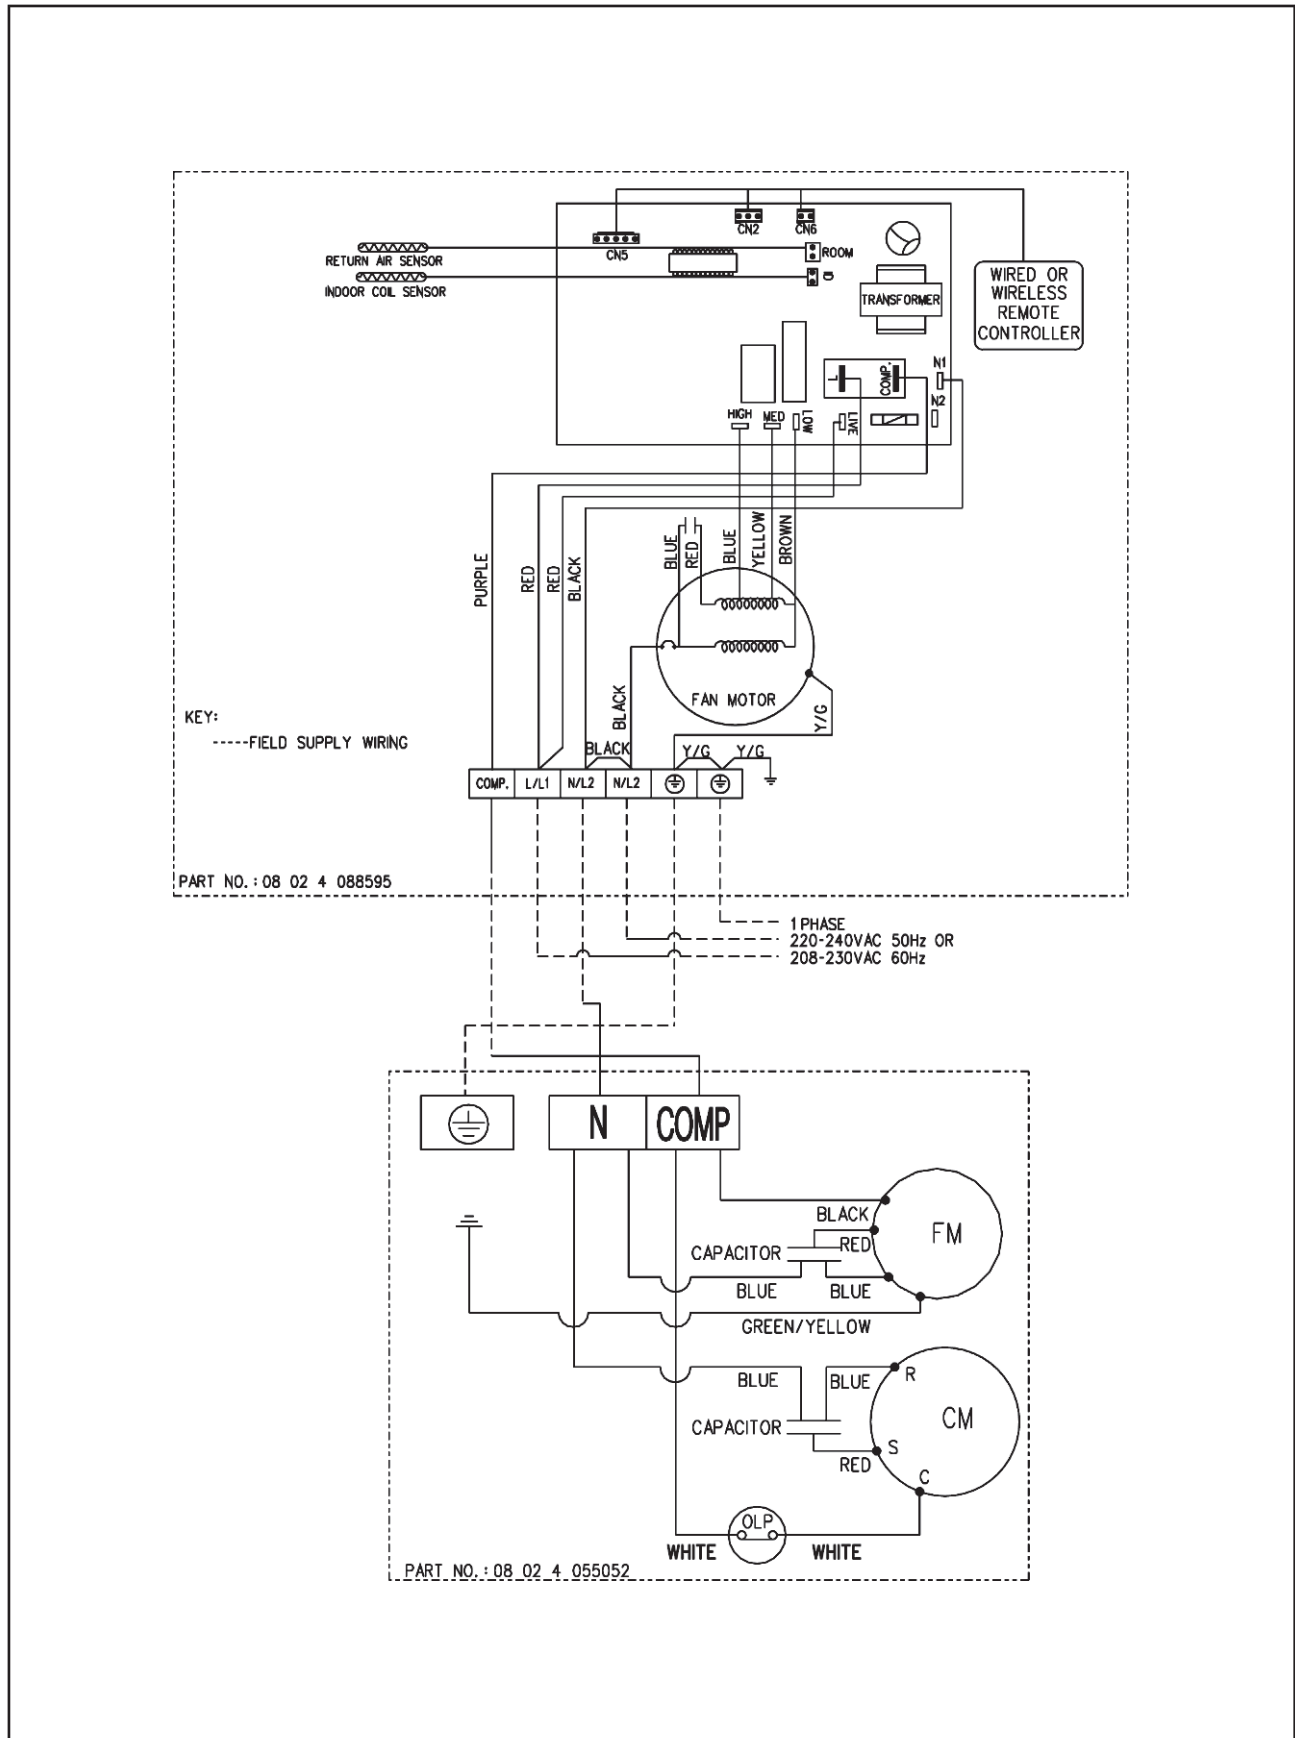 CN2
CN6
CN5
ROOM
RETURN AIR SENSOR
ID
INDOOR COIL SENSOR
WIRED OR
WIRELESS
REMOTE
CONTROLLER
TRANSFORMER
L
COMP.
N1
N2
HIGH
MED
LOW
LIVE
PURPLE
RED
RED
BLACK
BLUE
RED
BLUE
YELLOW
BROWN
FAN MOTOR
BLACK
Y/G
KEY:
-----FIELD SUPPLY WIRING
BLACK
Y/G
Y/G
COMP.
L/L1
N/L2
N/L2
PART NO.:08 02 4 088595
1 PHASE
220-240VAC 50Hz OR
208-230VAC 60Hz
N
COMP
BLACK
FM
RED
CAPACITOR
BLUE
BLUE
GREEN/YELLOW
BLUE
BLUE
R
CM
CAPACITOR
S
RED
C
OLP
WHITE
WHITE
PART NO.:08 02 4 055052